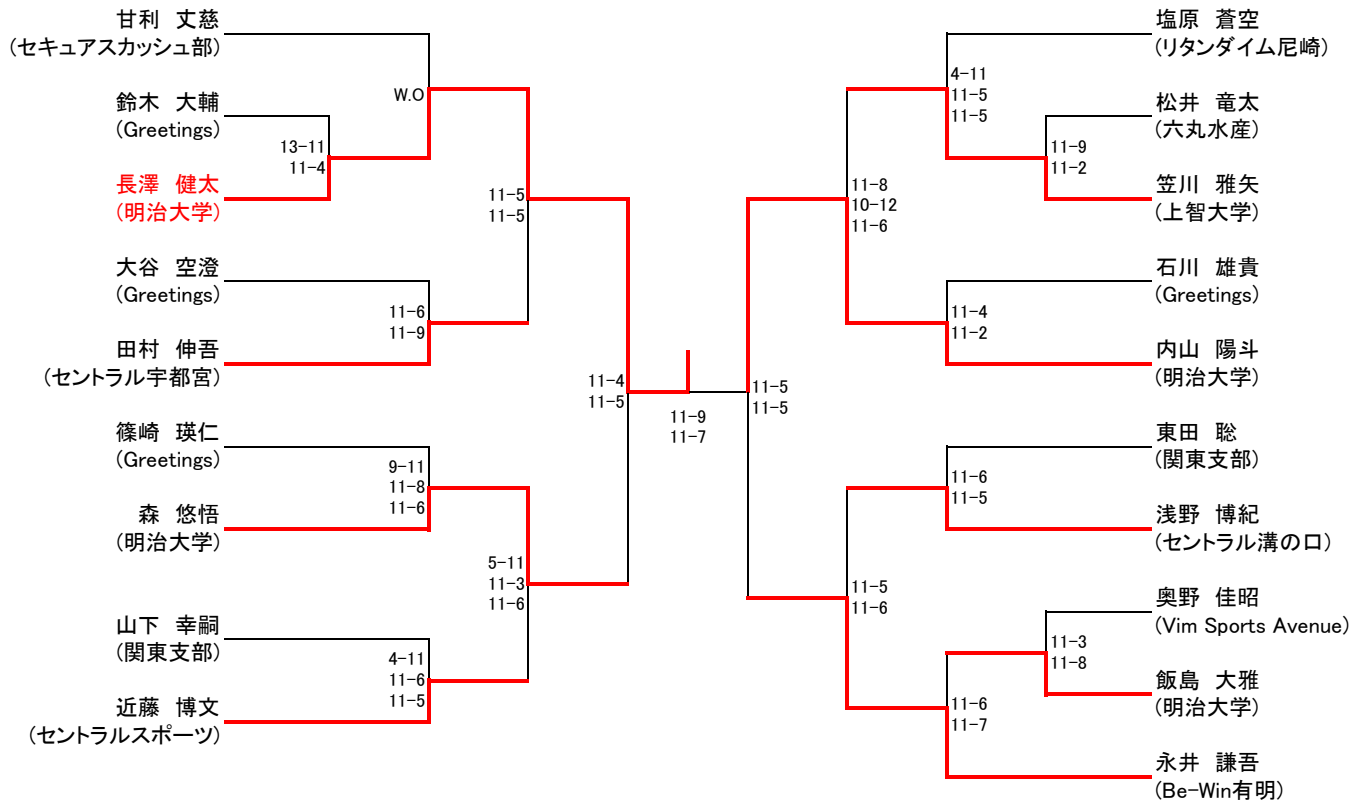 甘利 丈慈
(セキュアスカッシュ部)
W.O
鈴木 大輔
(Greetings)
13-11
11-4
長澤 健太
(明治大学)
11-5
11-5
大谷 空澄
(Greetings)
11-6
11-9
田村 伸吾
(セントラル宇都宮)
11-4
11-5
篠崎 瑛仁
(Greetings)
9-11
11-8
11-6
森 悠悟
(明治大学)
5-11
11-3
11-6
山下 幸嗣
(関東支部)
4-11
11-6
11-5
近藤 博文
(セントラルスポーツ)
11-9
11-7
塩原 蒼空
(リタンダイム尼崎)
4-11
11-5
11-5
松井 竜太
(六丸水産)
11-9
11-2
笠川 雅矢
(上智大学)
11-8
10-12
11-6
石川 雄貴
(Greetings)
11-4
11-2
内山 陽斗
(明治大学)
11-5
11-5
東田 聡
(関東支部)
11-6
11-5
浅野 博紀
(セントラル溝の口)
11-5
11-6
奥野 佳昭
(Vim Sports Avenue)
11-3
11-8
飯島 大雅
(明治大学)
11-6
11-7
永井 謙吾
(Be-Win有明)